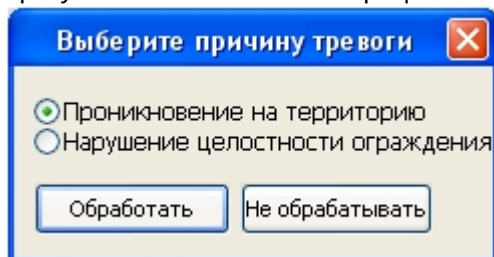 Выберите причину тревоги
Проникновение на территорию
Нарушение целостности ограждения
Обработать
Не обрабатывать